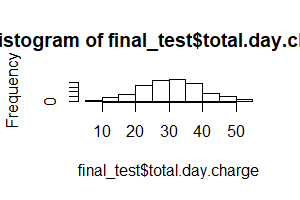 istogram of final_test$total.day.c
Frequency
0
10 20 30 40 50
final_test$total.day.charge